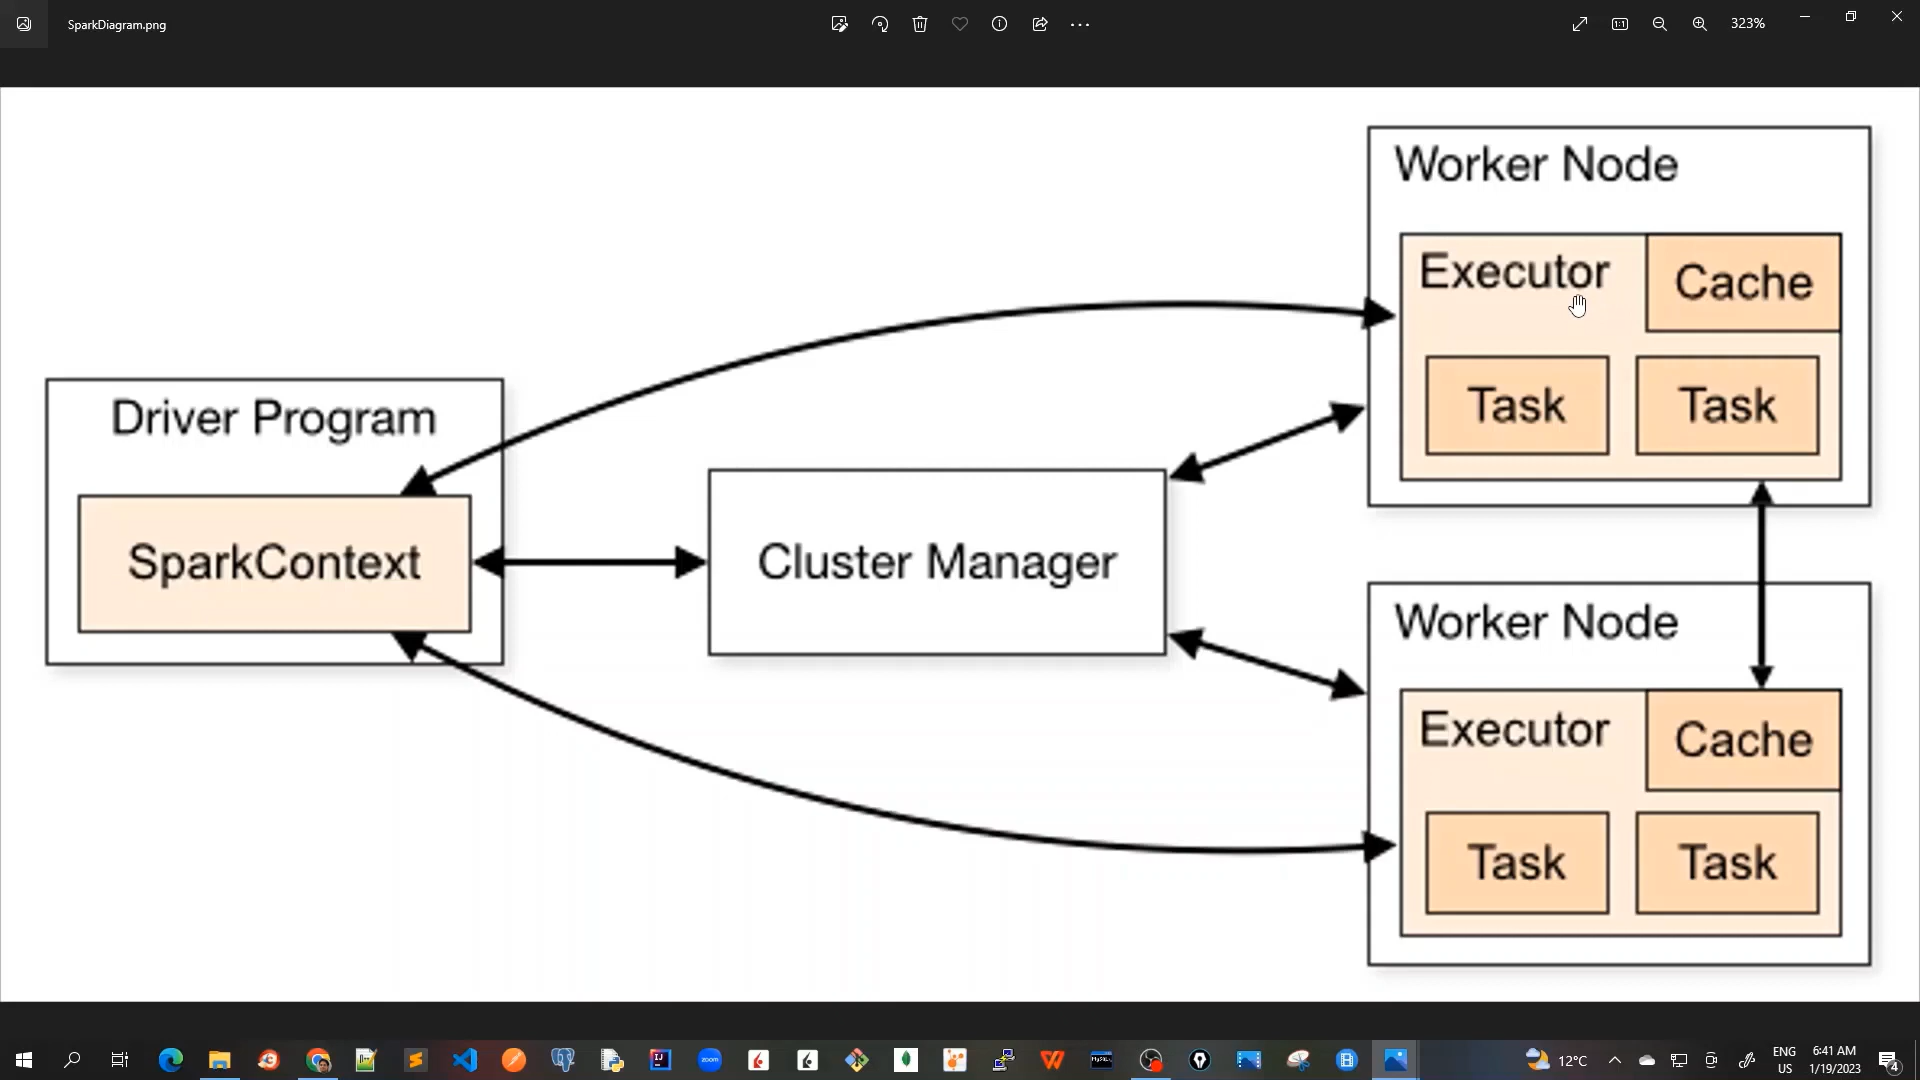 SparkDiagram.png
323%
Worker Node
Executor
Cache
Task
Task
Driver Program
SparkContext
Cluster Manager
Worker Node
Executor
Cache
Task
Task
12°C
ENG
US
6:41 AM
1/19/2023
4